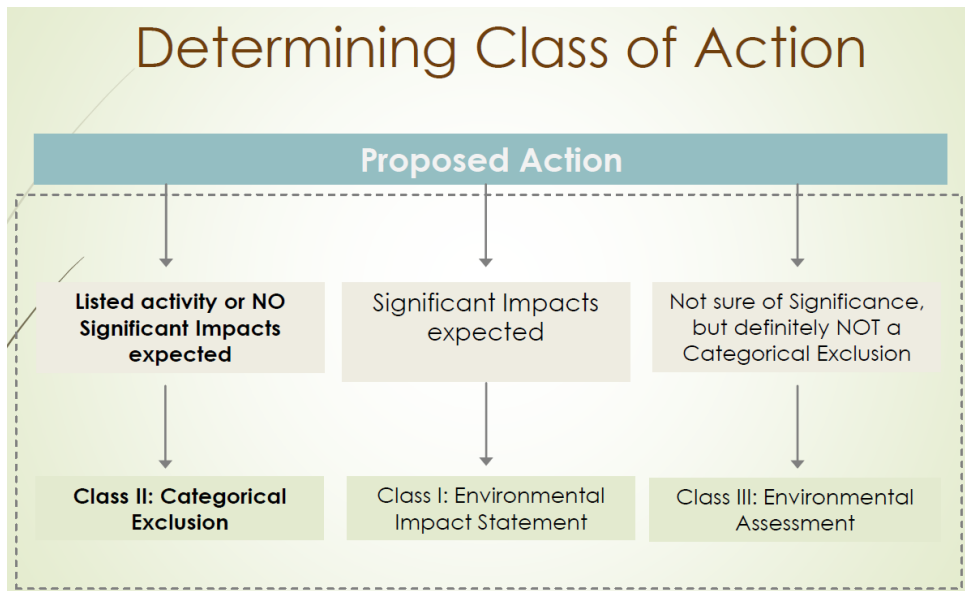 Determining Class of Action
Proposed Action
Listed activity or NO
Significant Impacts
expected
Significant Impacts
expected
Not sure of Significance,
but definitely NOT a
Categorical Exclusion
Class II: Categorical
Exclusion
Class I: Environmental
Impact Statement
Class III: Environmental
Assessment